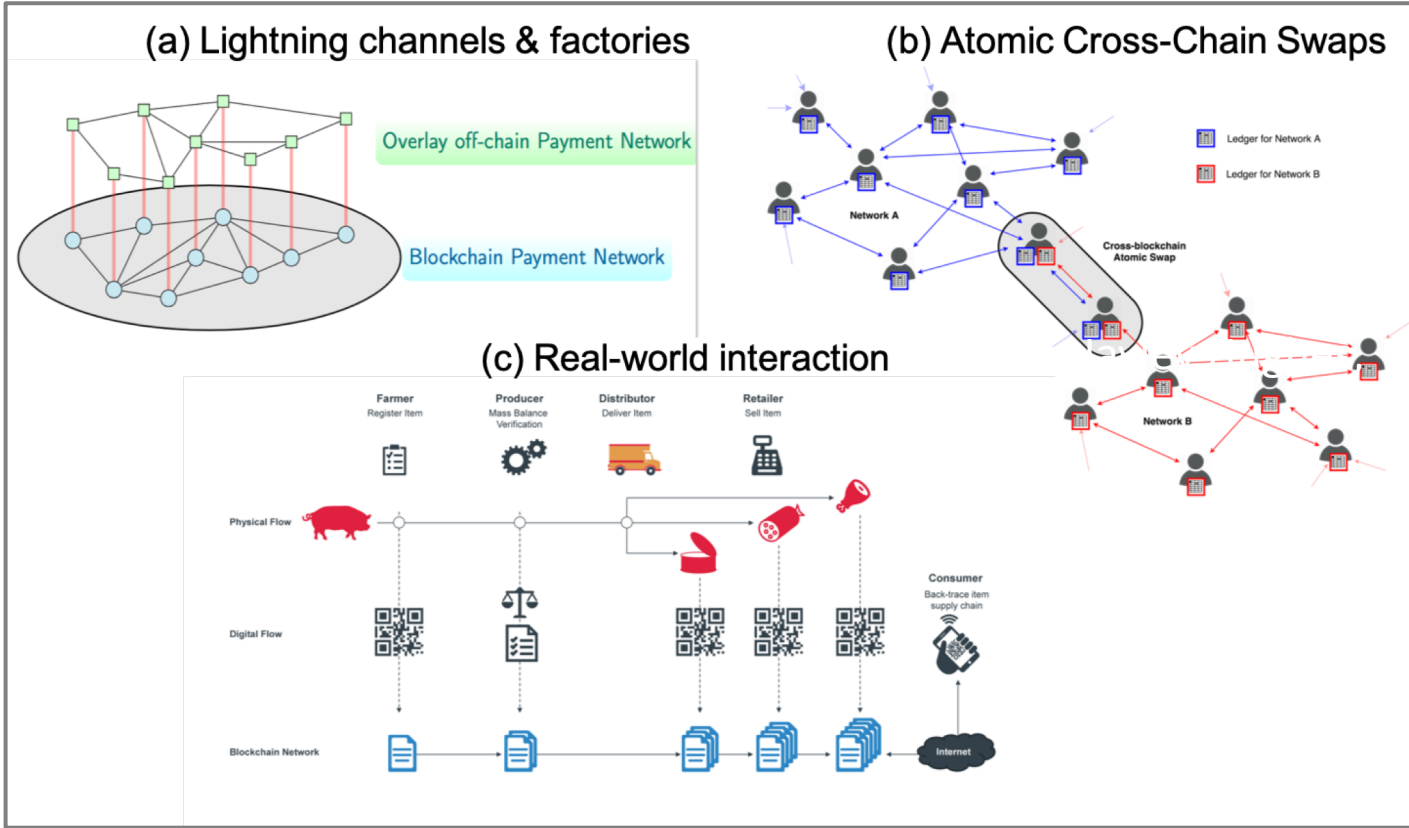 (a) Lightning channels & factories
Overlay off-chain Payment Network
Blockchain Payment Network
(b) Atomic Cross-Chain Swaps
Ledger for Network A
Ledger for Network B
Network A
Cross-blockchain
Atomic Swap
Network B
(c) Real-world interaction
Farmer
Register Item
Producer
Mass Balance
Verification
Distributor
Deliver Item
Retailer
Sell Item
Physical Flow
Consumer
Back-trace item
supply chain
Digital Flow
Blockchain Network
Internet